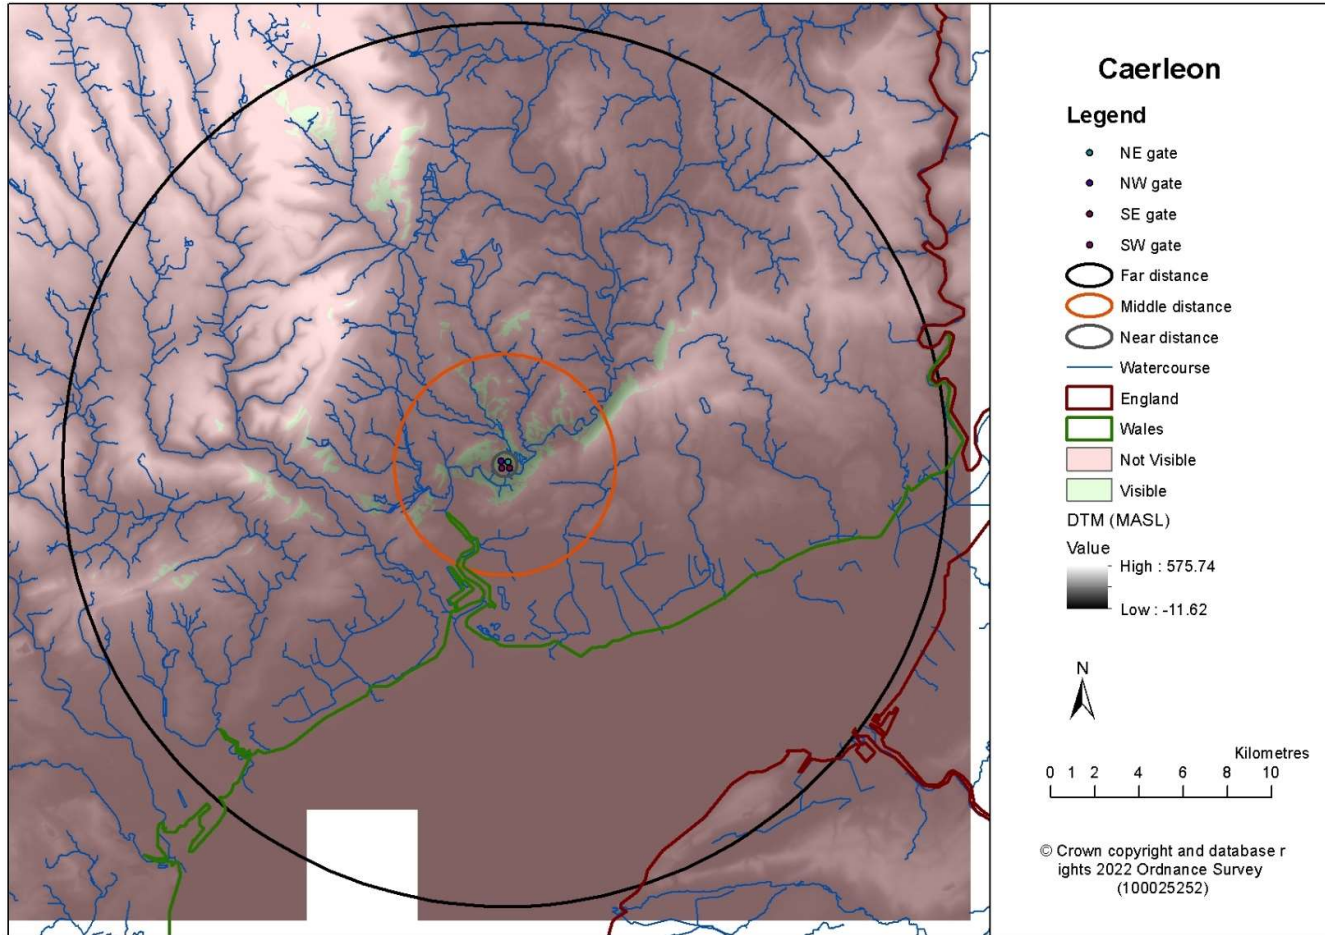 Caerleon
Legend
NE gate
NW gate
SE gate
SW gate
Far distance
Middle distance
Near distance
Watercourse
England
Wales
Not Visible
Visible
DTM (MASL)
Value
High : 575.74
Low : -11.62
N
Kilometres
0 1 2 4 6 8 10
© Crown copyright and database r
ights 2022 Ordnance Survey
(100025252)